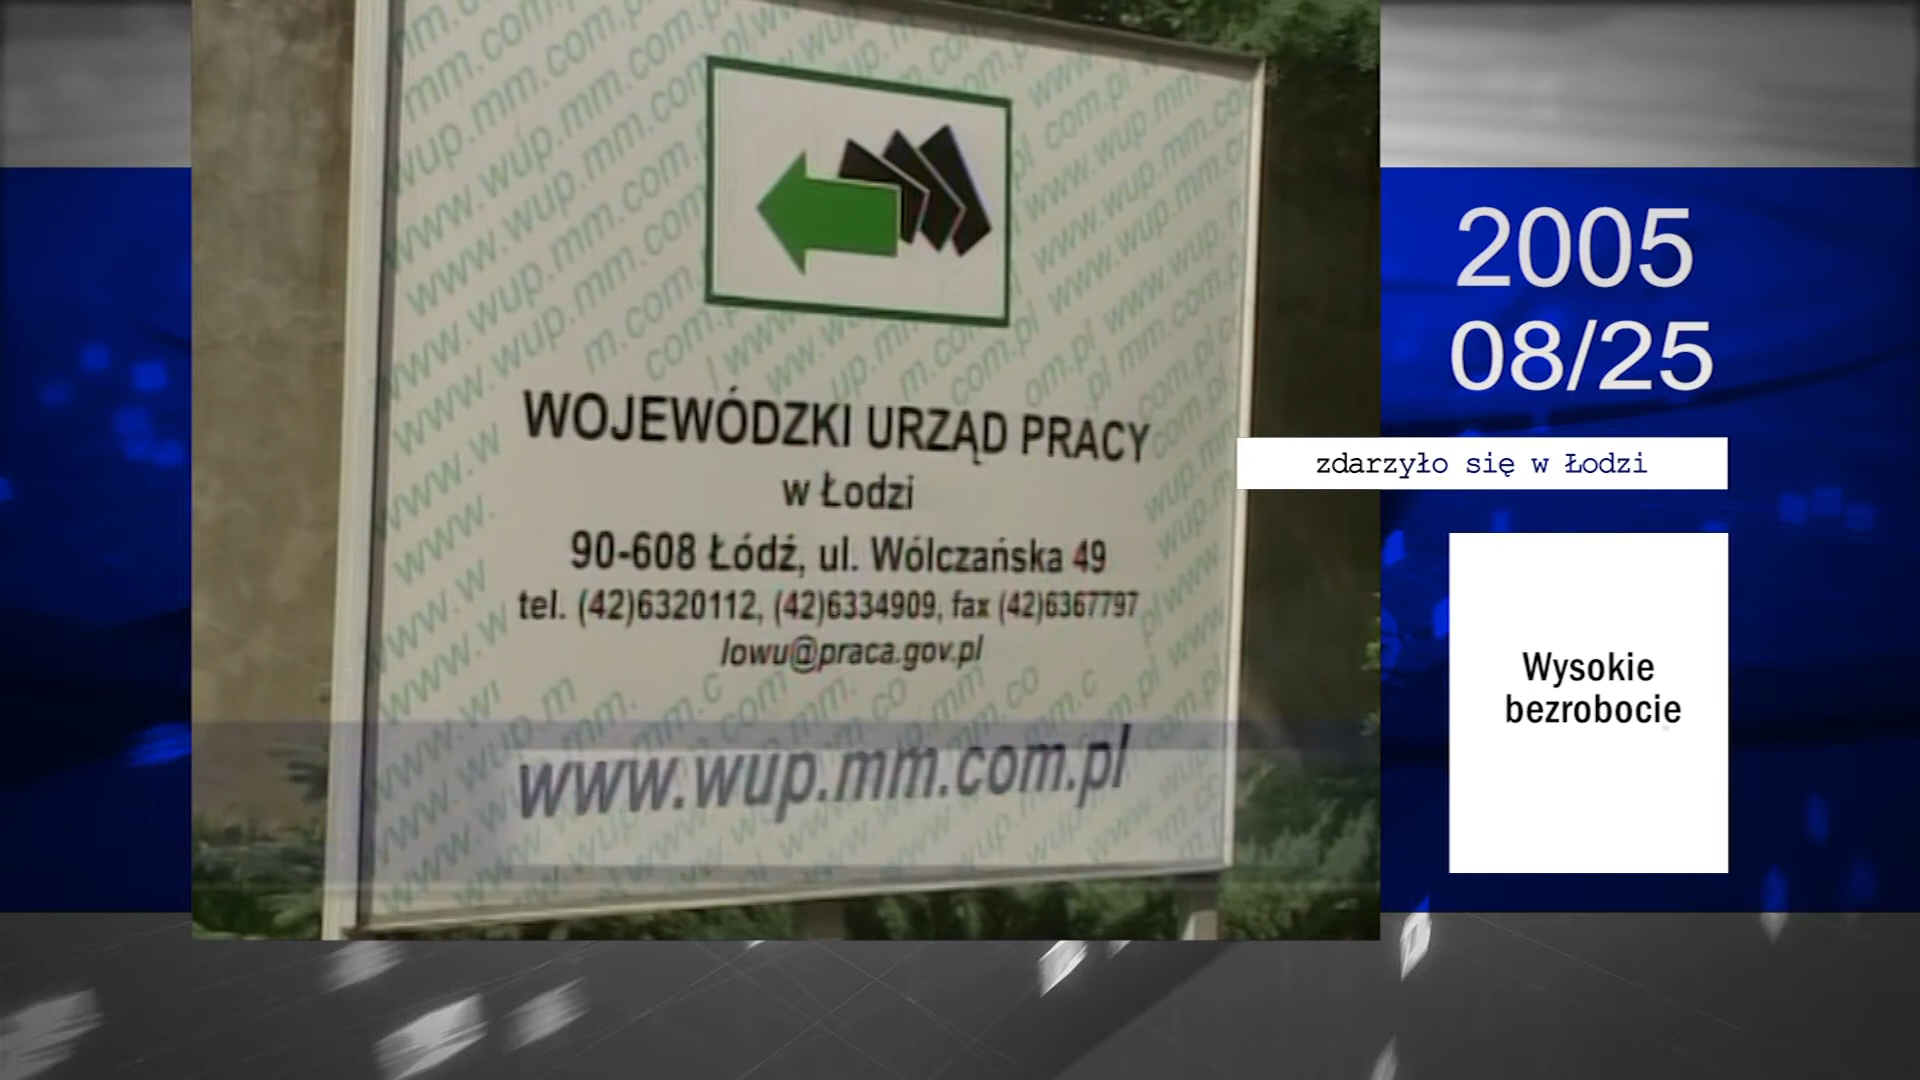 WOJEWÓDZKI URZĄD PRACY
w Łodzi
90-608 Łódź, ul. Wólczańska 49
tel. (42)6320112, (42)6334909, fax (42)6367797
lowu@praca.gov.pl
www.wup.mm.com.pl
2005
08/25
zdarzyło się w Łodzi
Wysokie
bezrobocie